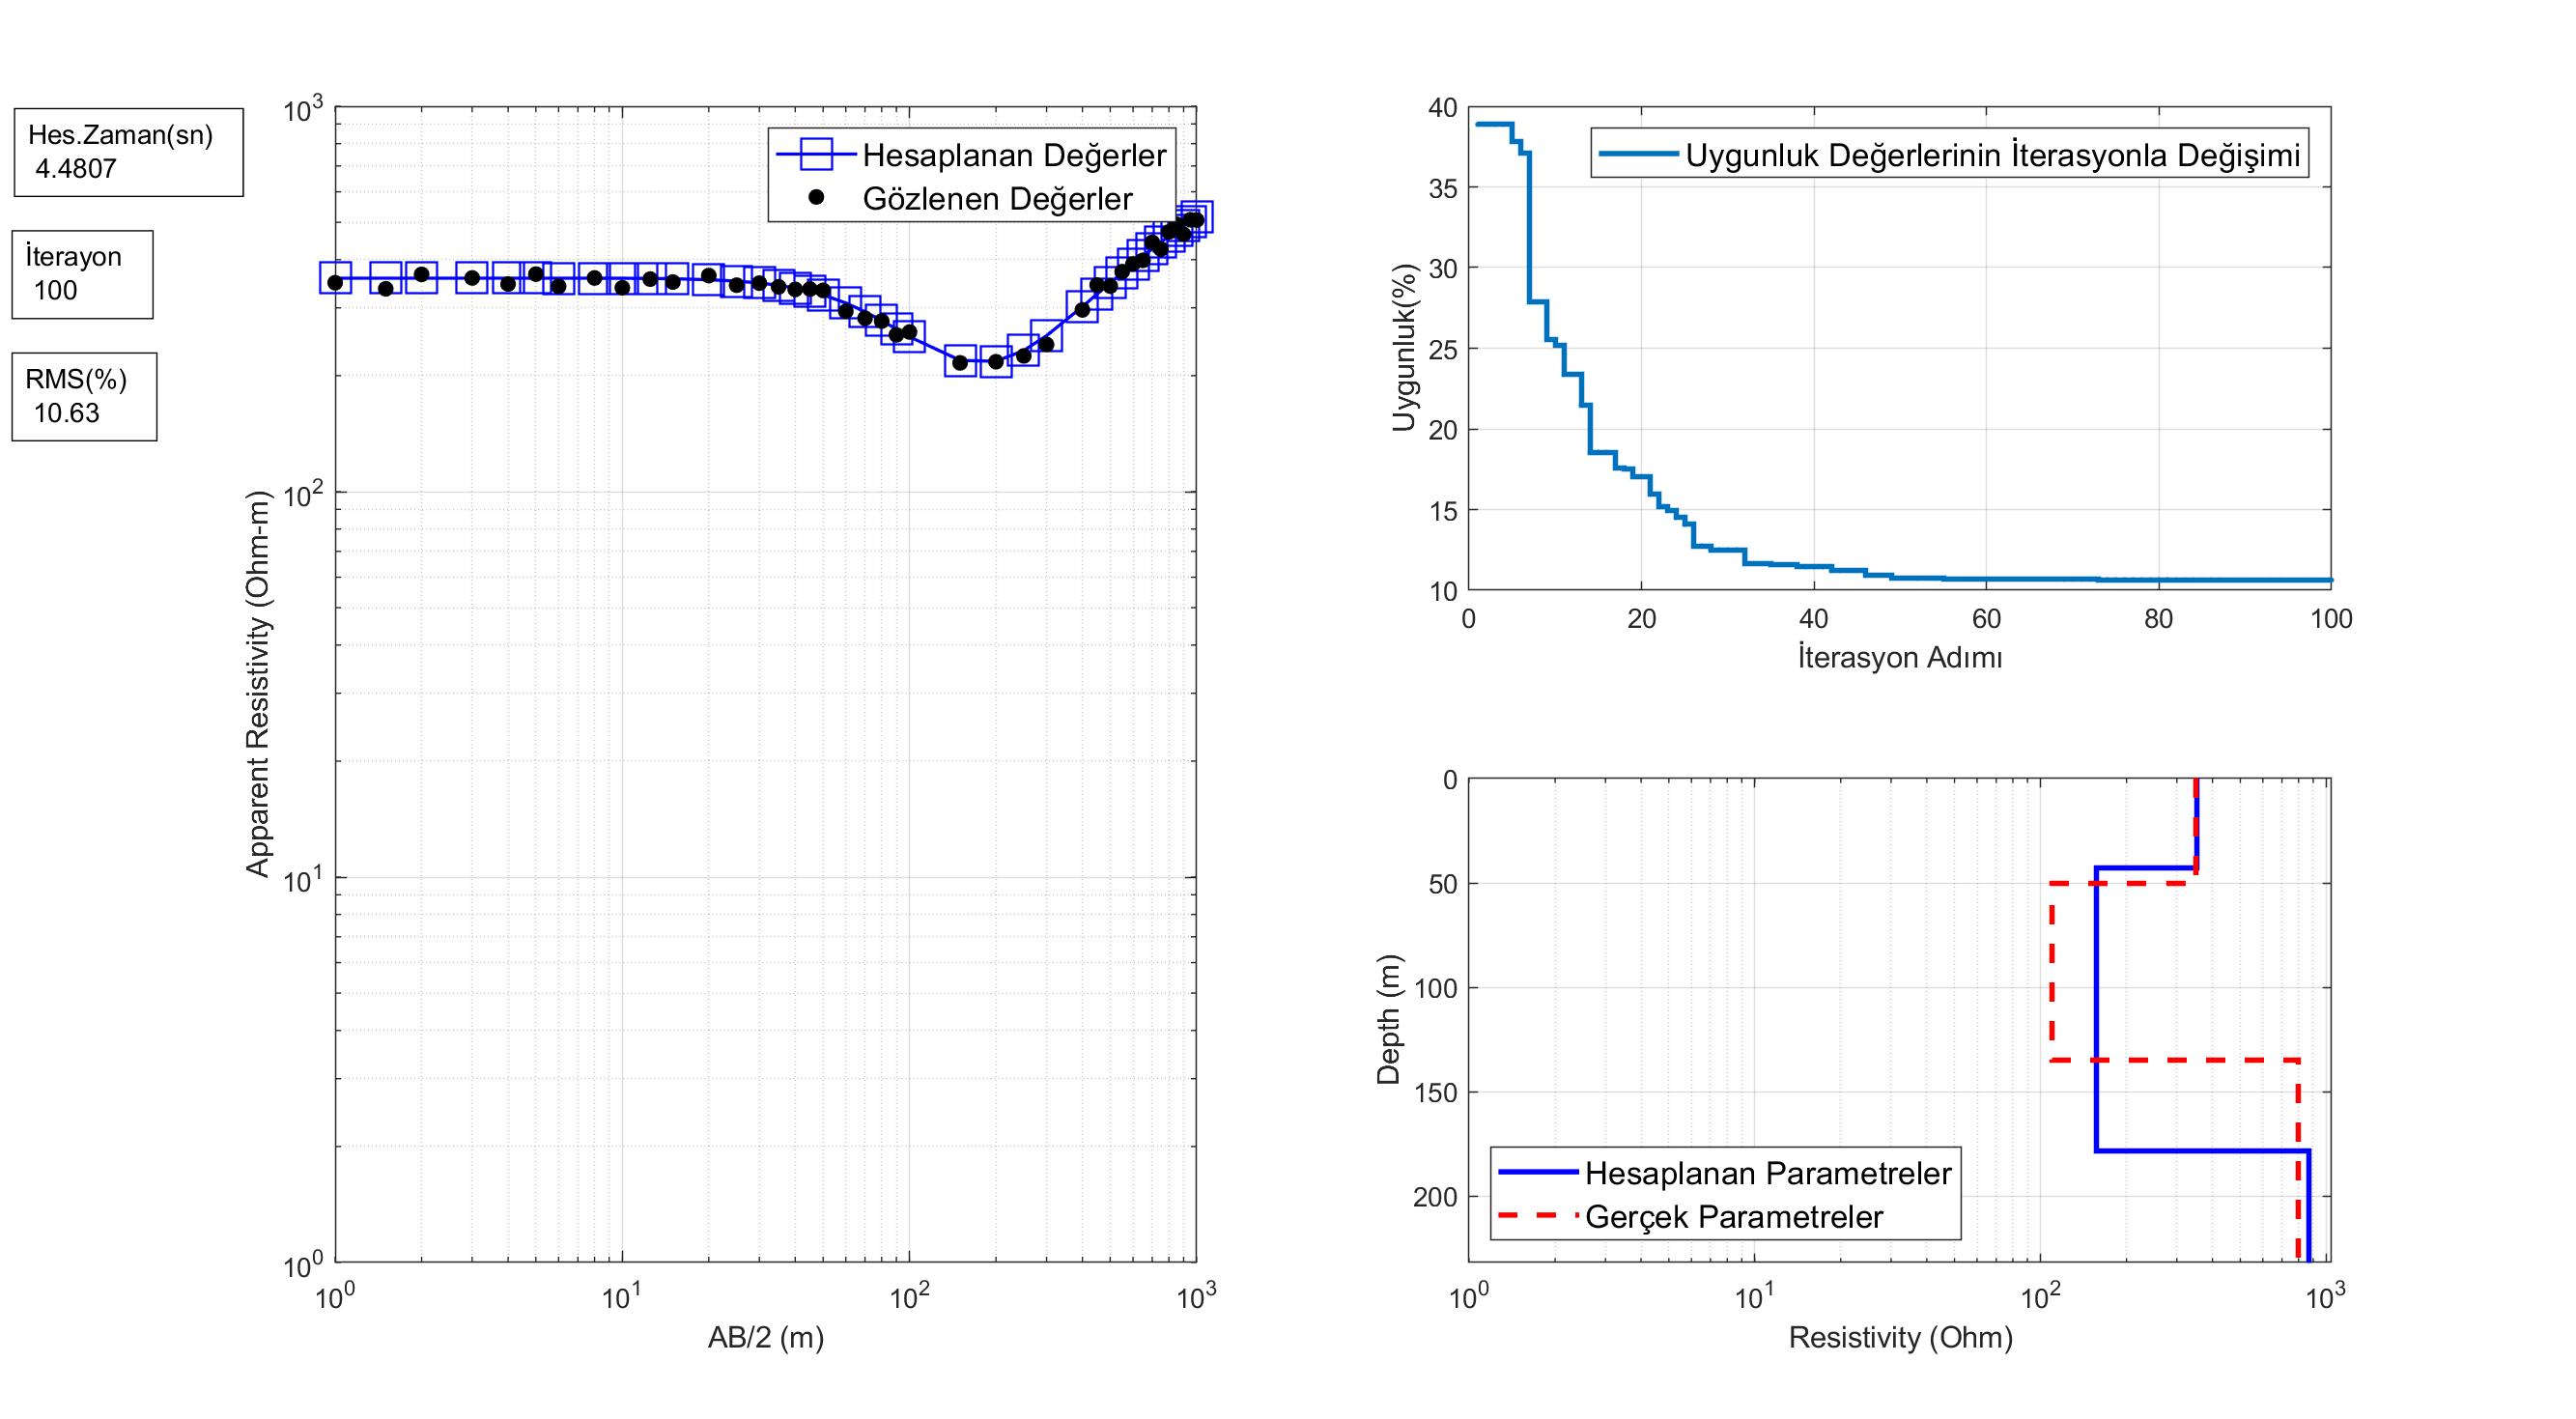 Hes.Zaman(sn)
4.4807
İterayon
100
RMS(%)
10.63
10^3
10^2
10^1
10^0
Apparent Resistivity (Ohm-m)
Hesaplanan Değerler
Gözlenen Değerler
10^0 10^1 10^2 10^3
AB/2 (m)
40
35
30
25
20
15
10
Uygunluk(%)
Uygunluk Değerlerinin İterasyonla Değişimi
0 20 40 60 80 100
İterasyon Adımı
0
50
100
150
200
Depth (m)
Hesaplanan Parametreler
Gerçek Parametreler
10^0 10^1 10^2 10^3
Resistivity (Ohm)